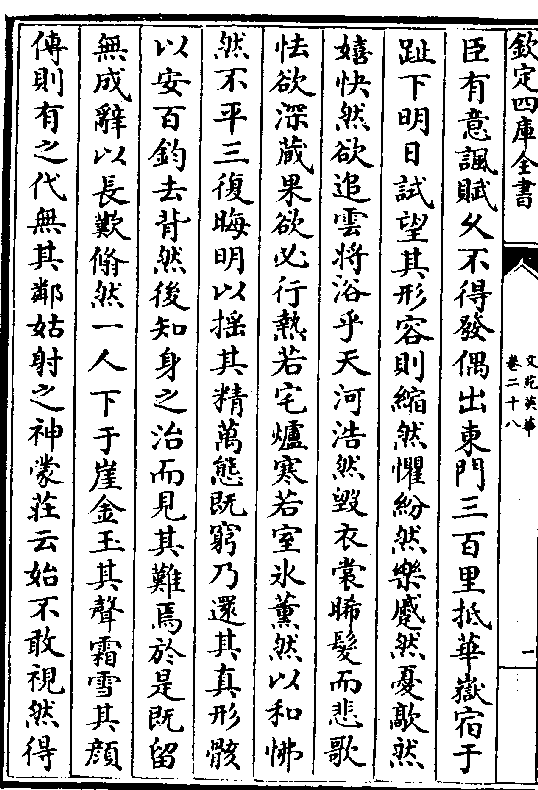 欽定四庫全書
文苑英華
卷二十八
一
臣有意諷賦乆不得發偶出東門三百里抵華嶽宿于
趾下明日試望其形容則縮然懼紛然樂蹙然憂歊然
嬉快然欲追雲將浴乎天河浩然毀衣裳晞髮而悲歌
怯欲深藏果欲必行熱若宅爐寒若室氷薰然以和怫
然不平三復晦明以揺其精萬態既窮乃還其真形骸
以安百鈞去背然後知身之治而見其難焉於是既留
無成辭以長歎翛然一人下于崖金玉其聲霜雪其顔
傳則有之代無其鄰姑射之神蒙莊云始不敢視然得